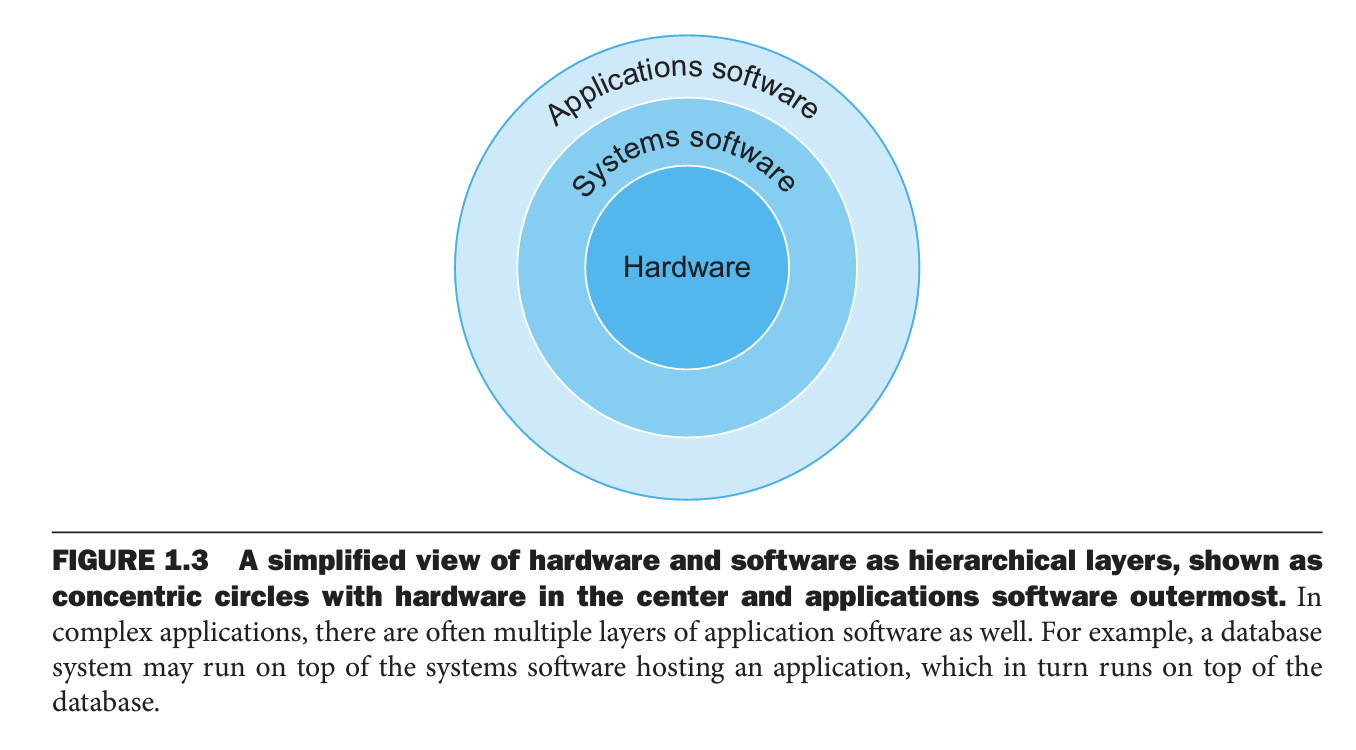 Applications software
Systems software
Hardware
FIGURE 1.3 A simplified view of hardware and software as hierarchical layers, shown as
concentric circles with hardware in the center and applications software outermost. In
complex applications, there are often multiple layers of application software as well. For example, a database
system may run on top of the systems software hosting an application, which in turn runs on top of the
database.